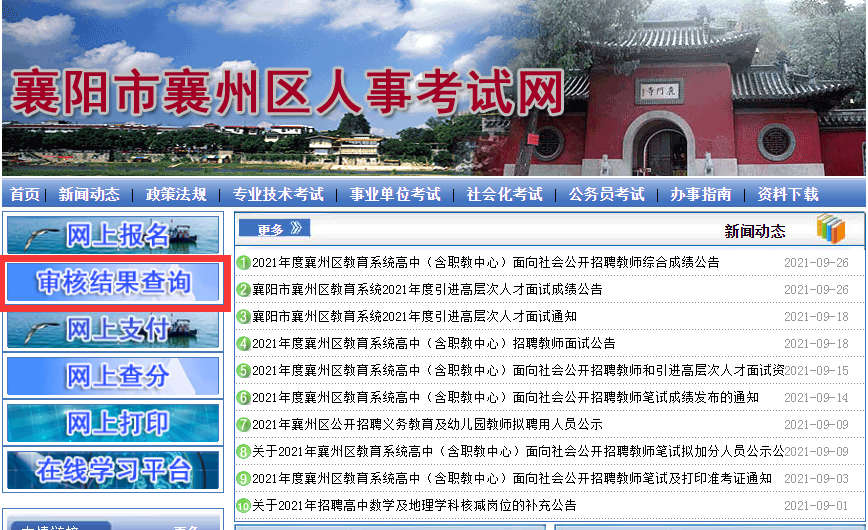 襄阳市襄州区人事考试网
首页 | 新闻动态 | 政策法规 | 专业技术考试 | 事业单位考试 | 社会化考试 | 公务员考试 | 办事指南 | 资料下载
网上报名
审核结果查询
网上支付
网上查分
网上打印
在线学习平台
更多
新闻动态
1 2021年度襄州区教育系统高中（含职教中心）面向社会公开招聘教师综合成绩公告 2021-09-26
2 襄阳市襄州区教育系统2021年度引进高层次人才面试成绩公告 2021-09-26
3 襄州区教育系统2021年度引进高层次人才面试通知 2021-09-18
4 2021年度襄州区教育系统高中（含职教中心）招聘教师面试公告 2021-09-18
5 2021年度襄州区教育系统高中（含职教中心）面向社会公开招聘教师和引进高层次人才面试资 2021-09-15
6 2021年度襄州区教育系统高中（含职教中心）面向社会公开招聘教师笔试成绩发布的通知 2021-09-14
7 2021年襄州区公开招聘义务教育及幼儿园教师拟聘用人员公示 2021-09-09
8 关于2021年襄州区教育系统高中（含职教中心）面向社会公开招聘教师笔试拟加分人员公示公 2021-09-09
9 2021年度襄州区教育系统高中（含职教中心）面向社会公开招聘教师笔试及打印准考证通知 2021-09-03
10 关于2021年招聘高中数学及地理学科核减岗位的补充公告 2021-09-01